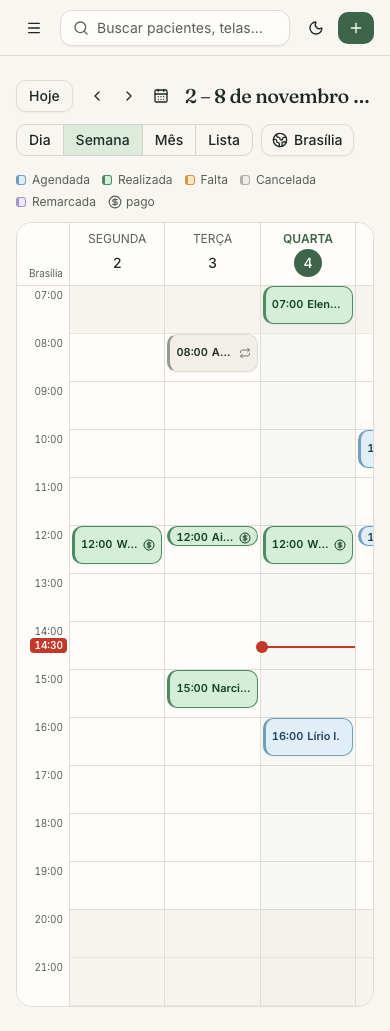 Buscar pacientes, telas...
Hoje
2 – 8 de novembro ...
Dia
Semana
Mês
Lista
Brasília
Agendada
Realizada
Falta
Cancelada
Remarcada
pago
Brasília
SEGUNDA
2
TERÇA
3
QUARTA
4
07:00
07:00 Elen...
08:00
08:00 A...
09:00
10:00
1
11:00
12:00
12:00 W...
12:00 Ai...
12:00 W...
1
13:00
14:00
14:30
15:00
15:00 Narci...
16:00
16:00 Lírio I.
17:00
18:00
19:00
20:00
21:00